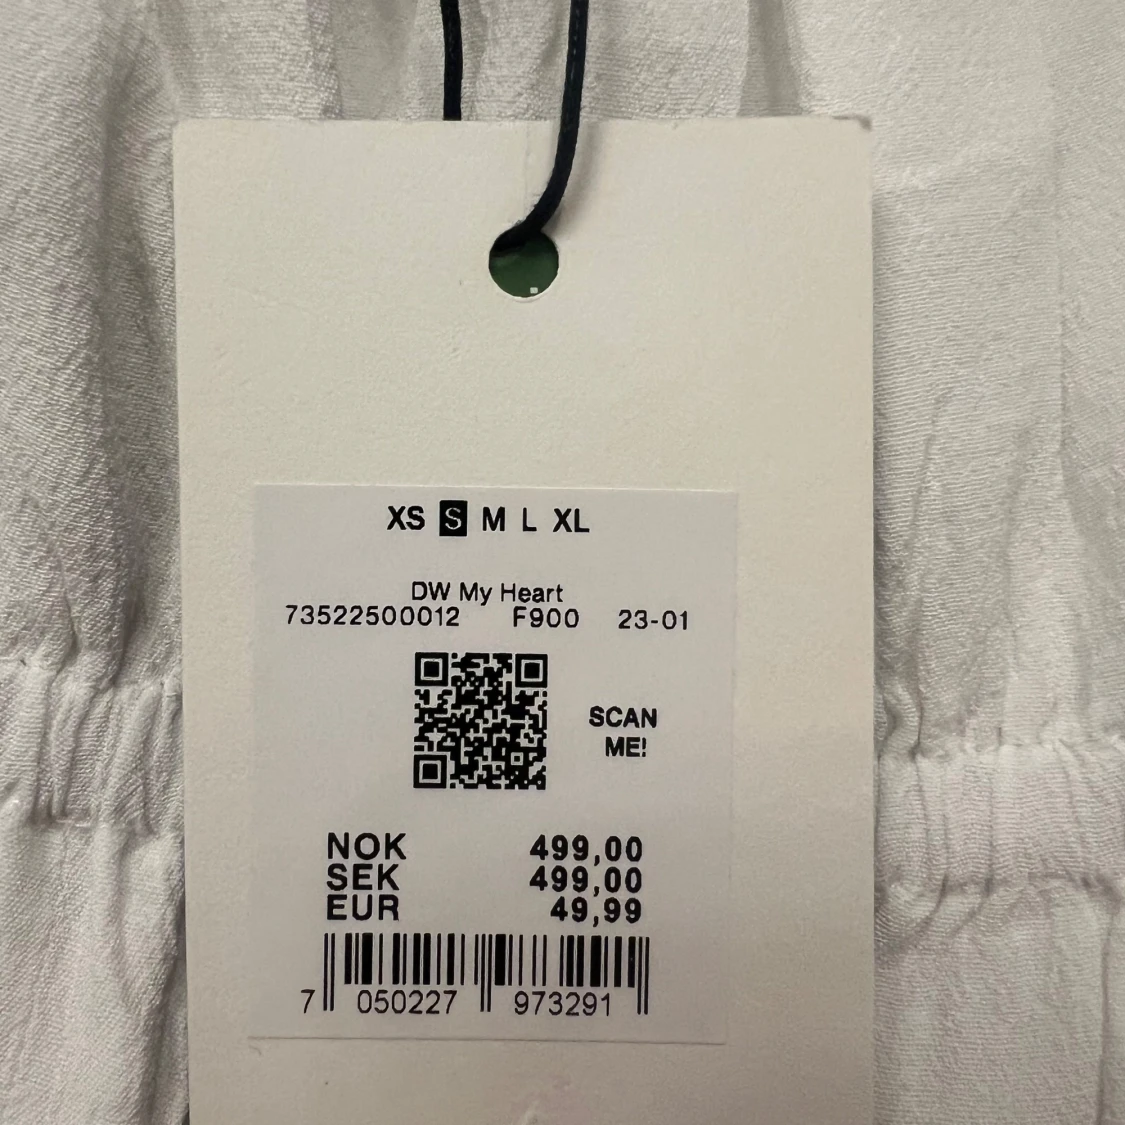 XS S M L XL
DW My Heart
73522500012 F900 23-01
SCAN
ME!
NOK 499,00
SEK 499,00
EUR 49,99
7 050227 973291